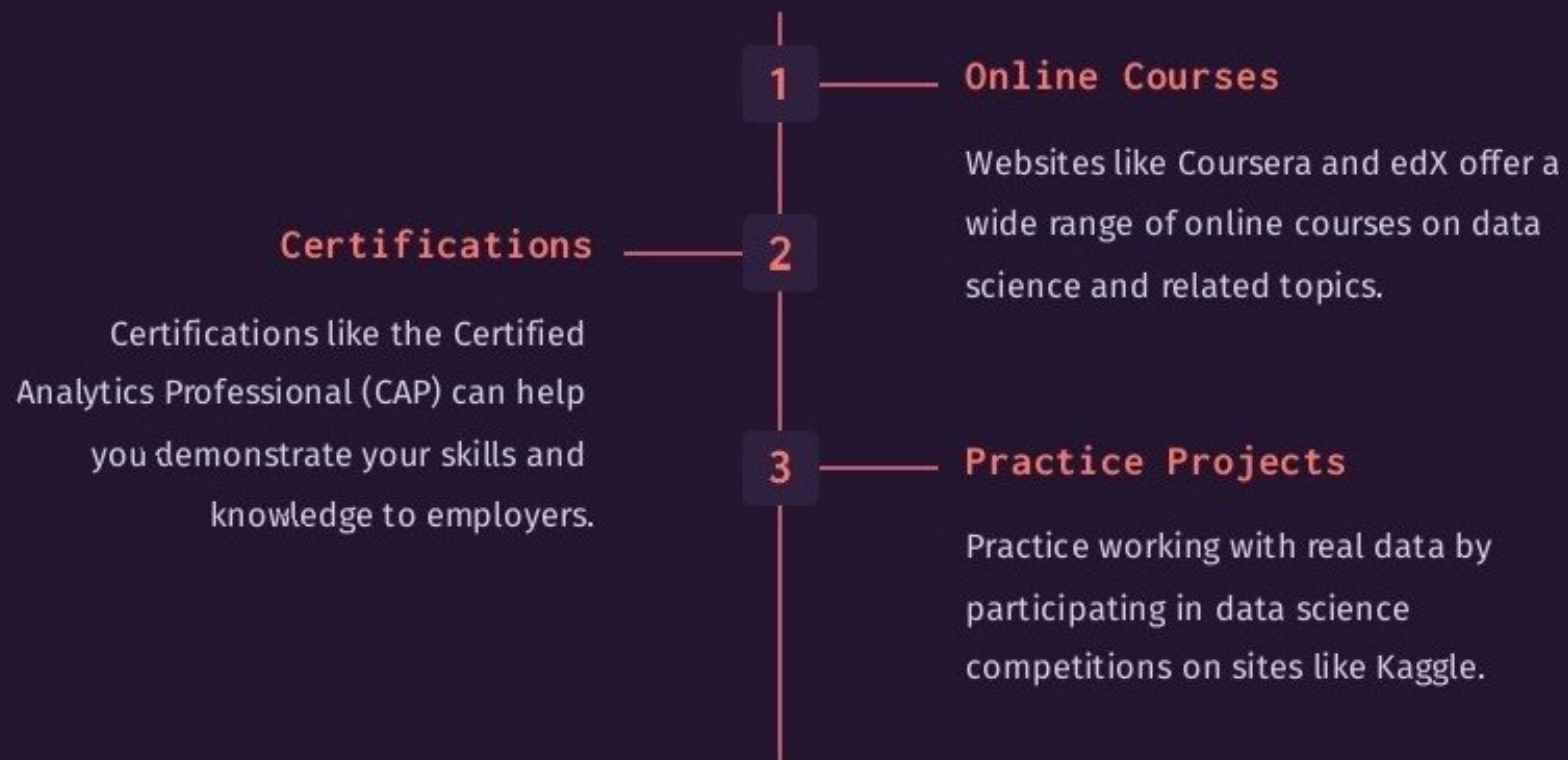 1
Online Courses
Websites like Coursera and edX offer a
wide range of online courses on data
science and related topics.
2
Certifications
Certifications like the Certified
Analytics Professional (CAP) can help
you demonstrate your skills and
knowledge to employers.
3
Practice Projects
Practice working with real data by
participating in data science
competitions on sites like Kaggle.